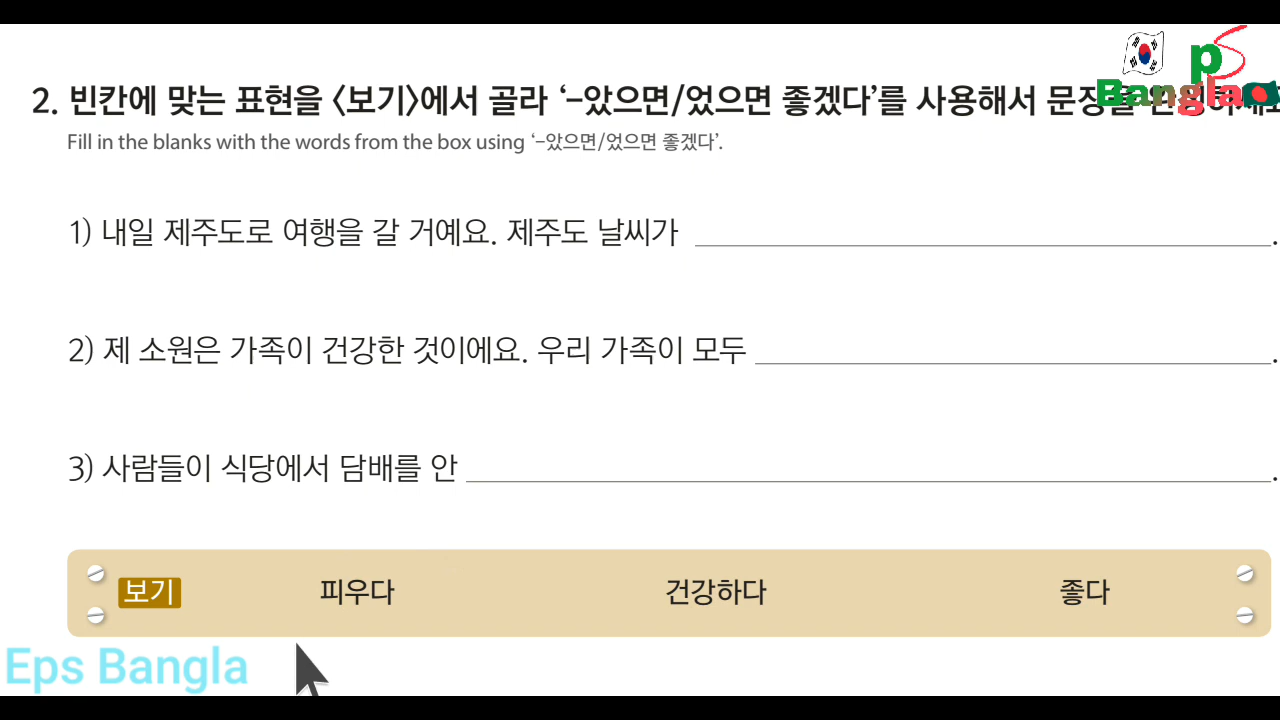 pS
Bangla
2. 빈칸에 맞는 표현을 〈보기〉에서 골라 ‘-았으면/었으면 좋겠다’를 사용해서 문장을
Fill in the blanks with the words from the box using ‘-았으면/었으면 좋겠다’.
1) 내일 제주도로 여행을 갈 거예요. 제주도 날씨가 ______.
2) 제 소원은 가족이 건강한 것이에요. 우리 가족이 모두 ______.
3) 사람들이 식당에서 담배를 안 ______.
보기 피우다 건강하다 좋다
Eps Bangla